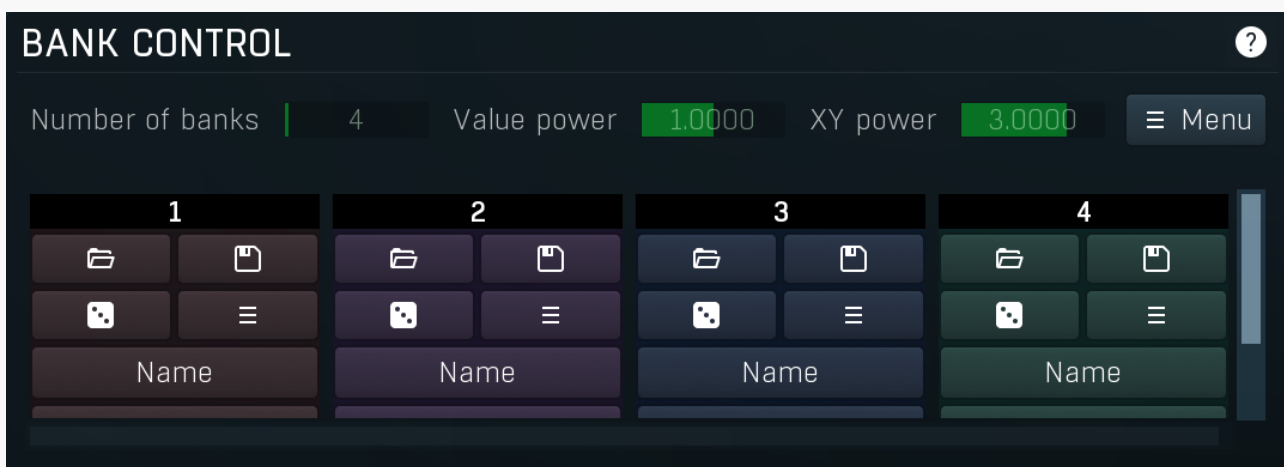 BANK CONTROL ?
Number of banks 4 Value power 1.0000 XY power 3.0000 Menu
1 2 3 4
Name Name Name Name